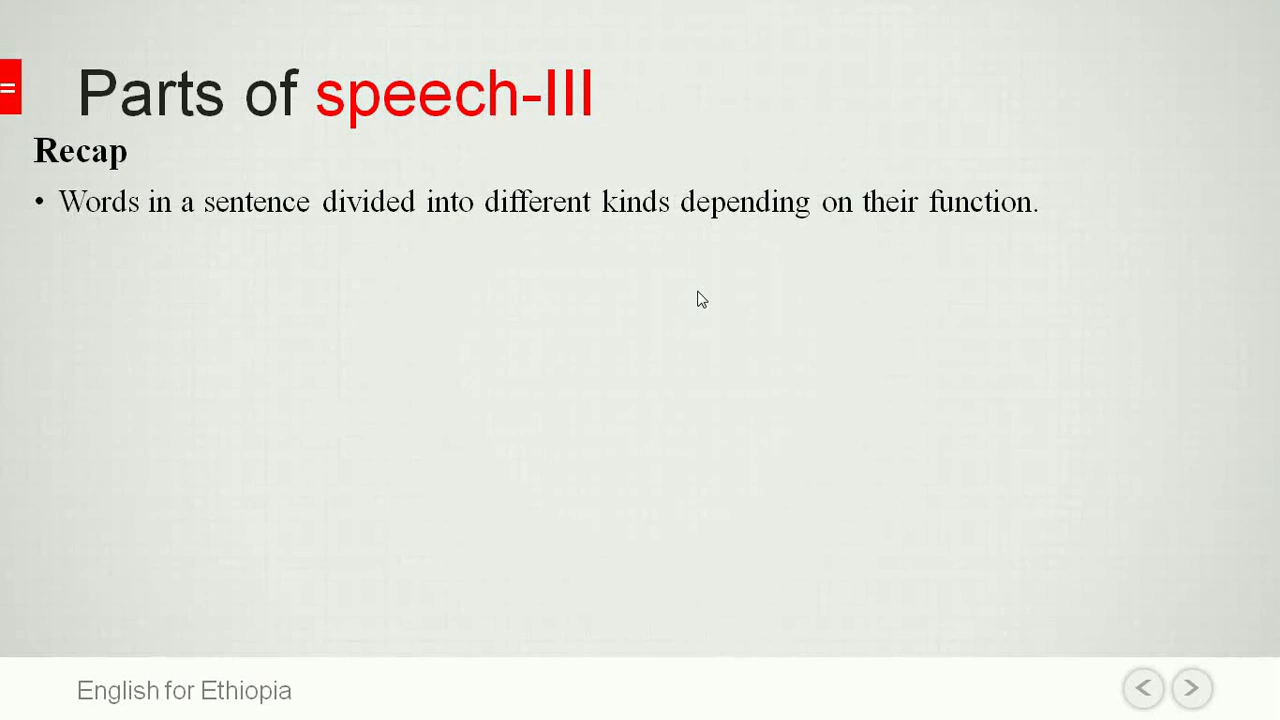 Parts of speech-III
Recap
• Words in a sentence divided into different kinds depending on their function.
English for Ethiopia